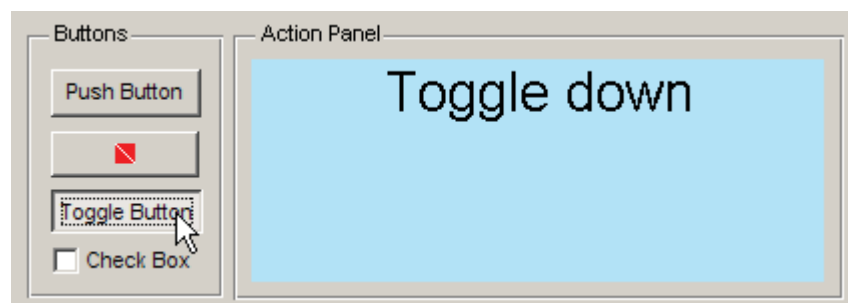 Buttons
Push Button
Toggle Button
Check Box
Action Panel
Toggle down